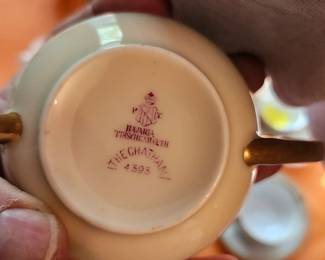 P T
BAVARIA
TIRSCHENREUTH
"THE CHATHAM"
4393